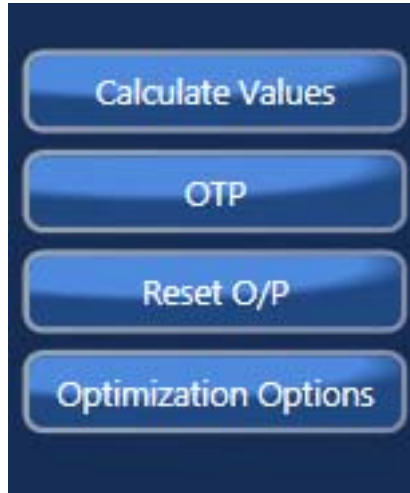 Calculate Values
OTP
Reset O/P
Optimization Options